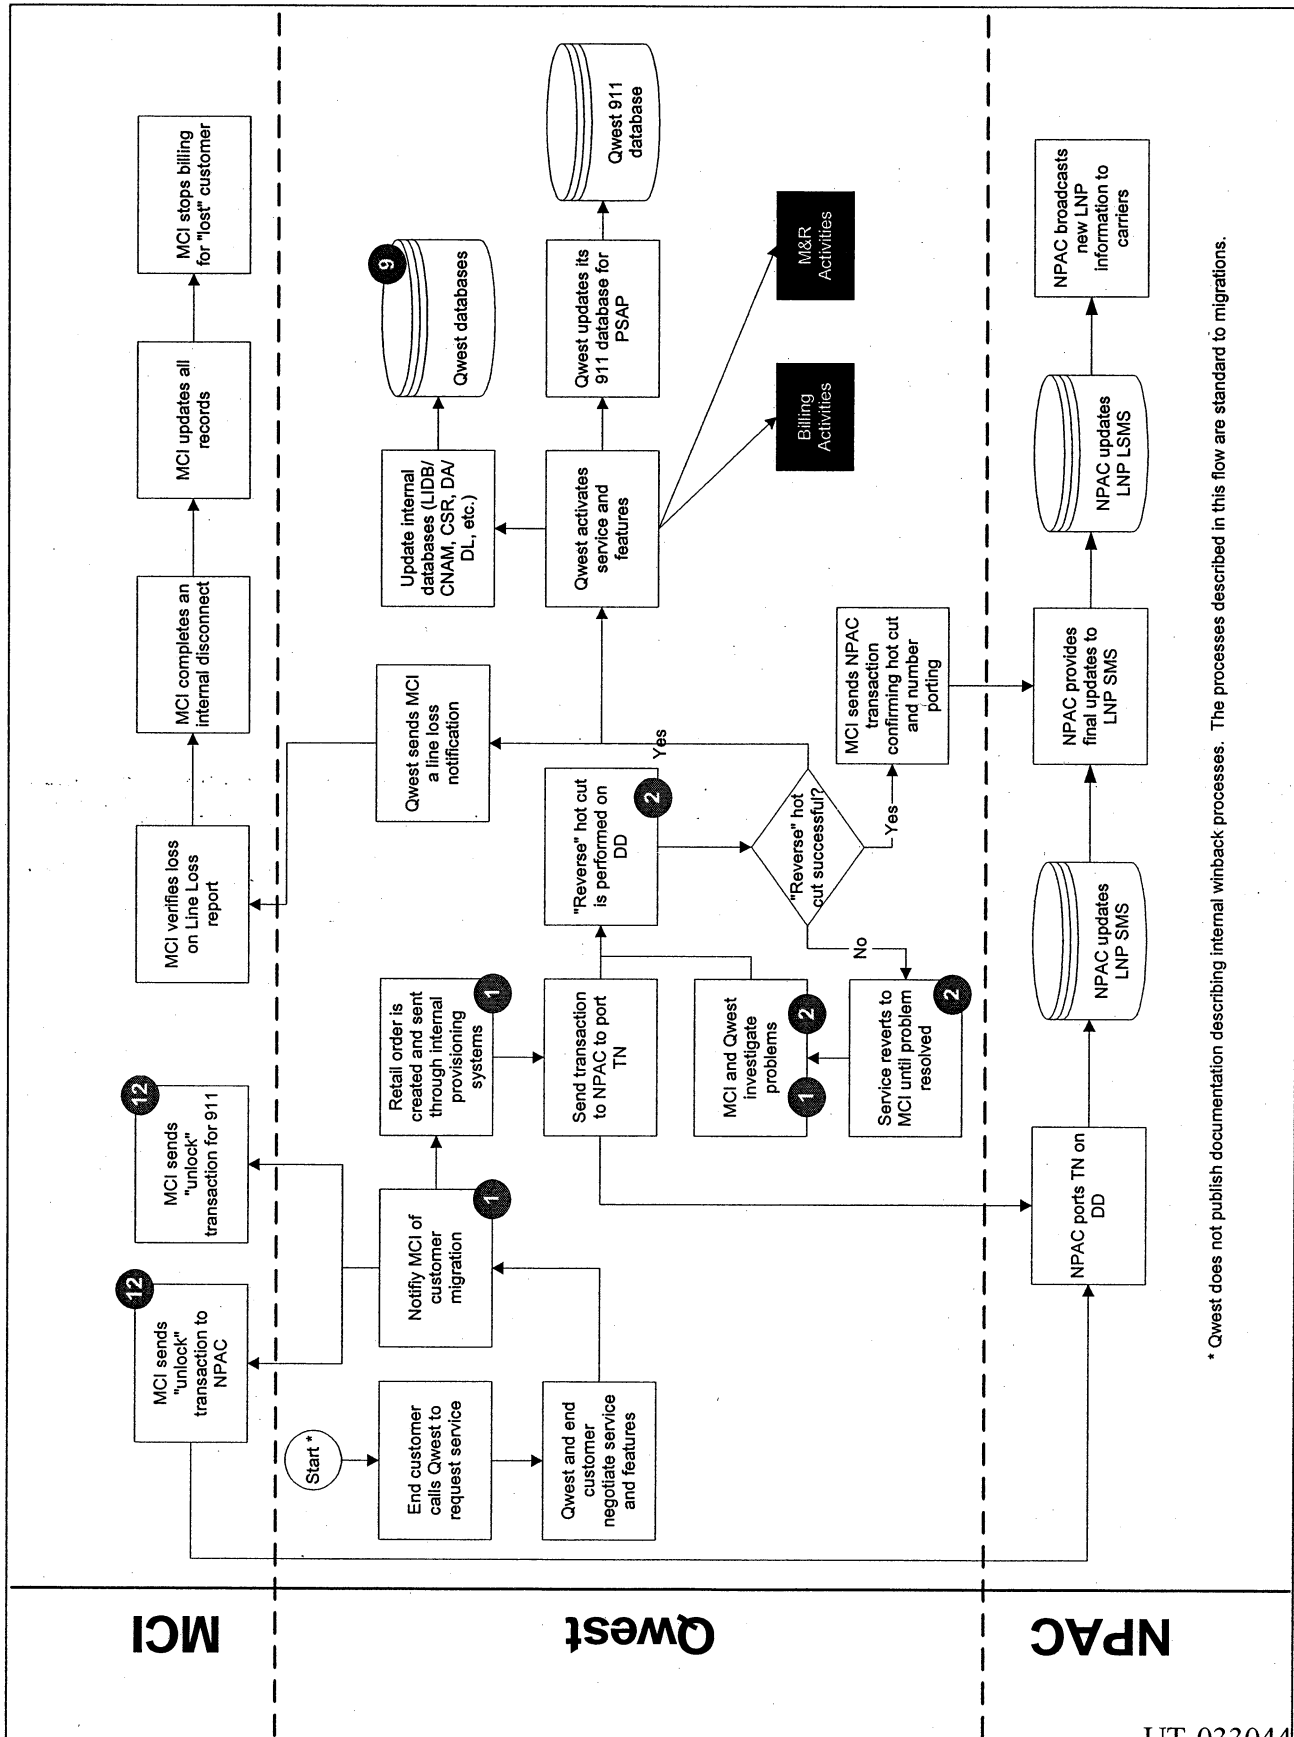 MCI
MCI sends
"unlock"
transaction to
NPAC
12
MCI sends
"unlock"
transaction for 911
12
MCI verifies loss
on Line Loss
report
MCI completes an
internal disconnect
MCI updates all
records
MCI stops billing
for "lost" customer
Qwest
Start *
End customer
calls Qwest to
request service
Qwest and end
customer
negotiate service
and features
Notifiy MCI of
customer
migration
1
Retail order is
created and sent
through internal
provisioning
systems
1
Send transaction
to NPAC to port
TN
MCI and Qwest
investigate
problems
1
2
Service reverts to
MCI until problem
resolved
2
"Reverse" hot cut
is performed on
DD
2
"Reverse" hot
cut successful?
No
Yes
Yes
Qwest sends MCI
a line loss
notification
MCI sends NPAC
transaction
confirming hot cut
and number
porting
Qwest activates
service and
features
Update internal
databases (LIDB/
CNAM, CSR, DA/
DL, etc.)
Qwest databases
9
Qwest updates its
911 database for
PSAP
Qwest 911
database
Billing
Activities
M&R
Activities
NPAC
NPAC ports TN on
DD
NPAC updates
LNP SMS
NPAC provides
final updates to
LNP SMS
NPAC updates
LNP LSMS
NPAC broadcasts
new LNP
information to
carriers
* Qwest does not publish documentation describing internal winback processes. The processes described in this flow are standard to migrations.
UT-033044